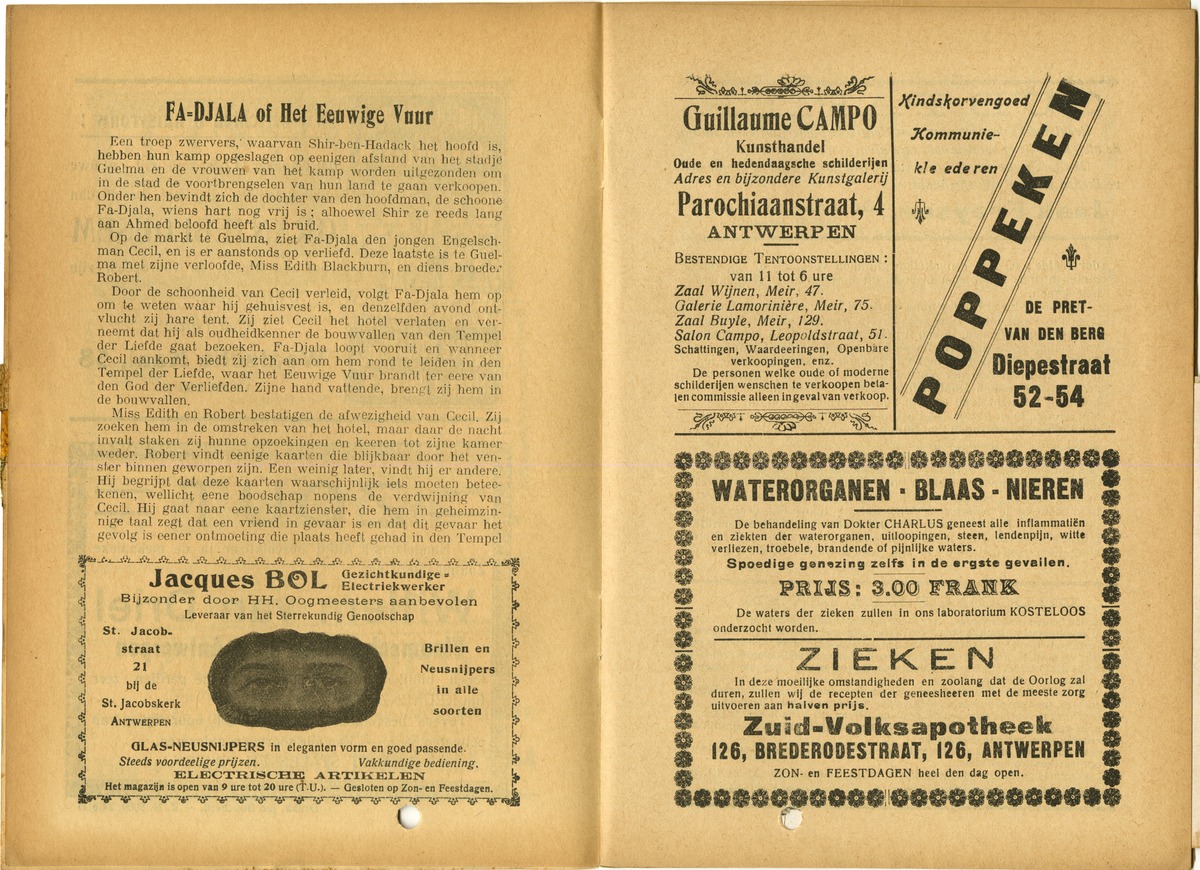 FA=DJALA of Het Eeuwige Vuur
Een troep zwervers, waarvan Shir-ben-Hadack het hoofd is,
hebben hun kamp opgeslagen op eenigen afstand van het stadje
Guelma en de vrouwen van het kamp worden uitgezonden om
in de stad de voortbrengselen van hun land te gaan verkoopen.
Onder hen bevindt zich de dochter van den hoofdman, de schoone
Fa-Djala, wiens hart nog vrij is ; alhoewel Shir ze reeds lang
aan Ahmed beloofd heeft als bruid.
Op de markt te Guelma, ziet Fa-Djala den jongen Engelsch-
man Cecil, en is er aanstonds op verliefd. Deze laatste is te Guel-
ma met zijne verloofde, Miss Edith Blackburn, en diens broeder
Robert.
Door de schoonheid van Cecil verleid, volgt Fa-Djala hem op
om te weten waar hij gehuisvest is, en denzelfden avond ont-
vlucht zij hare tent. Zij ziet Cecil het hotel verlaten en ver-
neemt dat hij als oudheidkenner de bouwvallen van den Tempel
der Liefde gaat bezoeken. Fa-Djala loopt vooruit en wanneer
Cecil aankomt, biedt zij zich aan om hem rond te leiden in den
Tempel der Liefde, waar het Eeuwige Vuur brandt ter eere van
den God der Verliefden. Zijne hand vattende, brengt zij hem in
de bouwvallen.
Miss Edith en Robert bestatigen de afwezigheid van Cecil. Zij
zoeken hem in de omstreken van het hotel, maar daar de nacht
invalt staken zij hunne opzoekingen en keeren tot zijne kamer
weder. Robert vindt eenige kaarten die blijkbaar door het ven-
ster binnen geworpen zijn. Een weinig later, vindt hij er andere.
Hij begrijpt dat deze kaarten waarschijnlijk iets moeten betee-
kenen, wellicht eene boodschap nopens de verdwijning van
Cecil. Hij gaat naar eene kaartzienster, die hem in geheimzin-
nige taal zegt dat een vriend in gevaar is en dat dit gevaar het
gevolg is eener ontmoeting die plaats heeft gehad in den Tempel
Jacques BOL Gezichtkundige =
Electriekwerker
Bijzonder door HH. Oogmeesters aanbevolen
Leveraar van het Sterrekundig Genootschap
St. Jacob-
straat
21
bij de
St. Jacobskerk
ANTWERPEN
Brillen en
Neusnijpers
in alle
soorten
GLAS-NEUSNIJPERS in eleganten vorm en goed passende.
Steeds voordeelige prijzen. Vakkundige bediening.
ELECTRISCHE ARTIKELEN
Het magazijn is open van 9 ure tot 20 ure (T.U.). — Gesloten op Zon- en Feestdagen.
Guillaume CAMPO
Kunsthandel
Oude en hedendaagsche schilderijen
Adres en bijzondere Kunstgalerij
Parochiaanstraat, 4
ANTWERPEN
BESTENDIGE TENTOONSTELLINGEN :
van 11 tot 6 ure
Zaal Wijnen, Meir, 47.
Galerie Lamorinière, Meir, 75.
Zaal Buyle, Meir, 129.
Salon Campo, Leopoldstraat, 51.
Schattingen, Waardeeringen, Openbare
verkoopingen, enz.
De personen welke oude of moderne
schilderijen wenschen te verkoopen beta-
len commissie alleen in geval van verkoop.
Kindskorvengoed
Kommunie-
kle ederen
POPPEKEN
DE PRET-
VAN DEN BERG
Diepestraat
52-54
WATERORGANEN - BLAAS - NIEREN
De behandeling van Dokter CHARLUS geneest alle inflammatiën
en ziekten der waterorganen, uitloopingen, steen, lendenpijn, witte
verliezen, troebele, brandende of pijnlijke waters.
Spoedige genezing zelfs in de ergste gevallen.
PRIJS: 3.00 FRANK
De waters der zieken zullen in ons laboratorium KOSTELOOS
onderzocht worden.
ZIEKEN
In deze moeilijke omstandigheden en zoolang dat de Oorlog zal
duren, zullen wij de recepten der geneesheeren met de meeste zorg
uitvoeren aan halven prijs.
Zuid-Volksapotheek
126, BREDERODESTRAAT, 126, ANTWERPEN
ZON- en FEESTDAGEN heel den dag open.